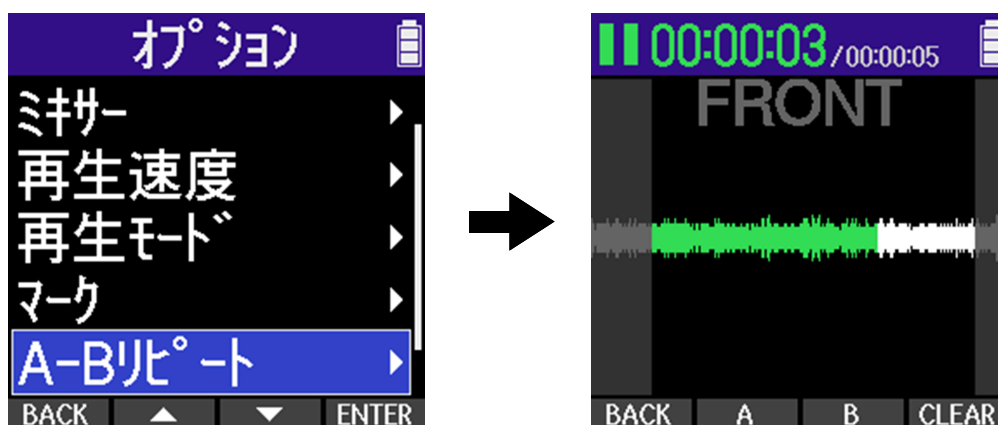 オプション
ミキサー
再生速度
再生モード
マーク
A-Bリピート
BACK ENTER
00:00:03/00:00:05
FRONT
BACK A B CLEAR